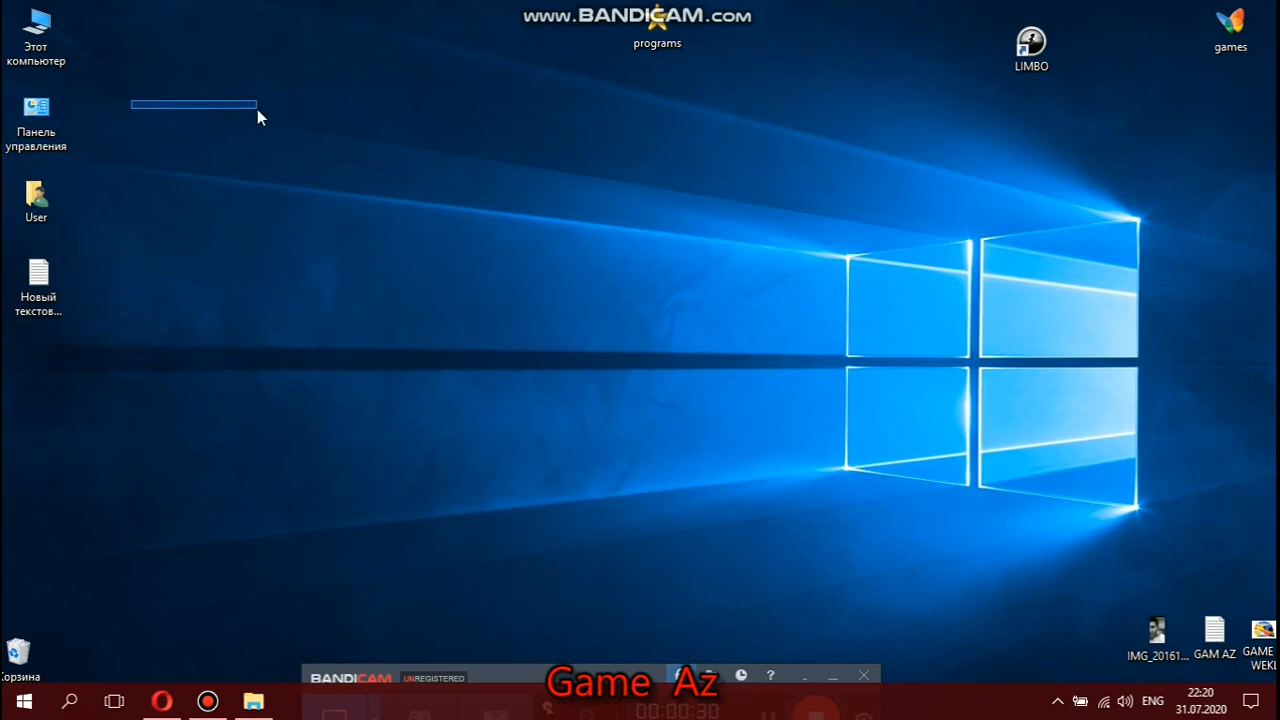 www.BANDICAM.com
Этот
компьютер
programs
LIMBO
games
Панель
управления
User
Новый
текстов...
Корзина
IMG_20161...
GAM AZ
GAME
WEKI
BANDICAM
UNREGISTERED
?
Game Az
00:00:30
ENG
22:20
31.07.2020